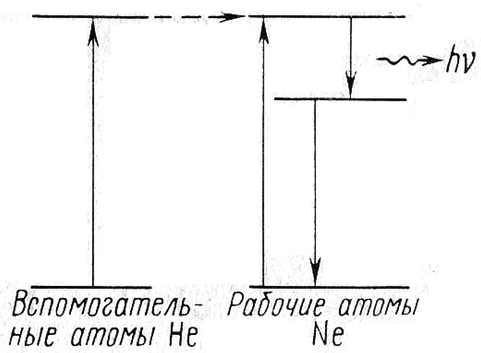 hν
Вспомогатель-
ные атомы He
Рабочие атомы
Ne